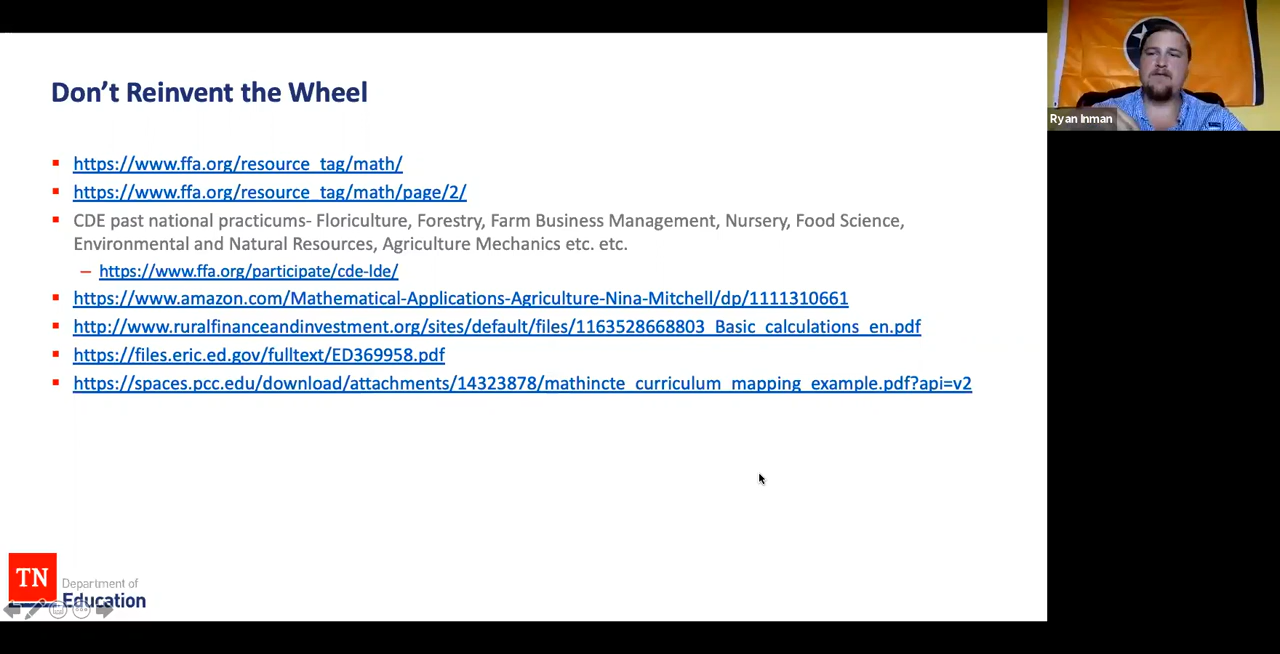 Don't Reinvent the Wheel
https://www.ffa.org/resource_tag/math/
https://www.ffa.org/resource_tag/math/page/2/
CDE past national practicums- Floriculture, Forestry, Farm Business Management, Nursery, Food Science,
Environmental and Natural Resources, Agriculture Mechanics etc. etc.
– https://www.ffa.org/participate/cde-lde/
https://www.amazon.com/Mathematical-Applications-Agriculture-Nina-Mitchell/dp/1111310661
http://www.ruralfinanceandinvestment.org/sites/default/files/1163528668803_Basic_calculations_en.pdf
https://files.eric.ed.gov/fulltext/ED369958.pdf
https://spaces.pcc.edu/download/attachments/14323878/mathincte_curriculum_mapping_example.pdf?api=v2
TN
Department of
Education
Ryan Inman